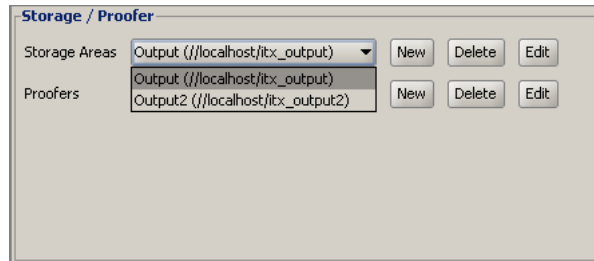 Storage / Proofer
Storage Areas Output (//localhost/itx_output) New Delete Edit
Output (//localhost/itx_output)
Proofers Output2 (//localhost/itx_output2) New Delete Edit